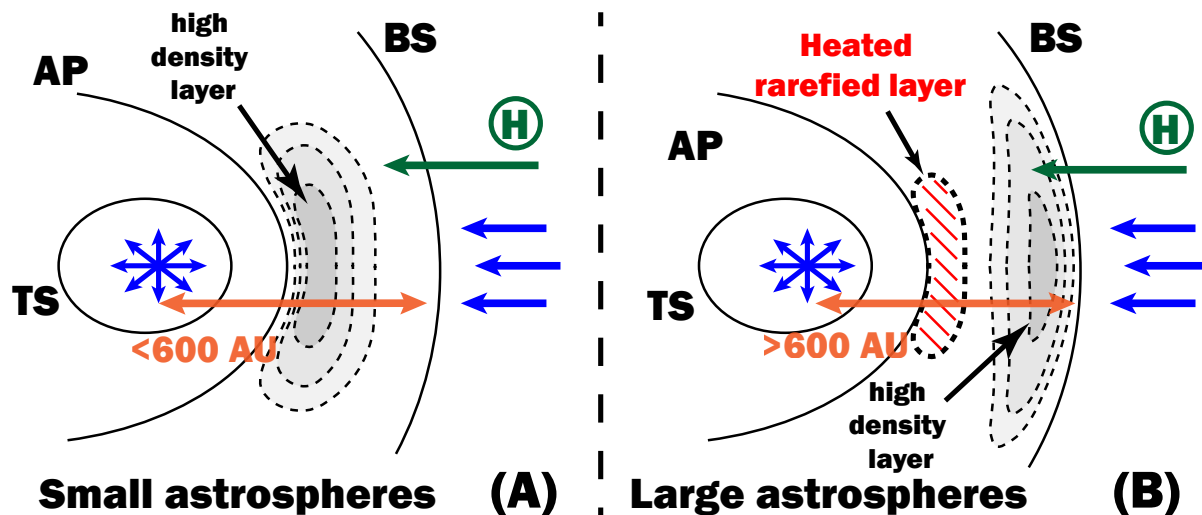 high
density
layer
BS
AP
H
TS
<600 AU
Small astrospheres (A)
Heated
rarefied layer
BS
AP
H
TS
>600 AU
high
density
layer
Large astrospheres (B)